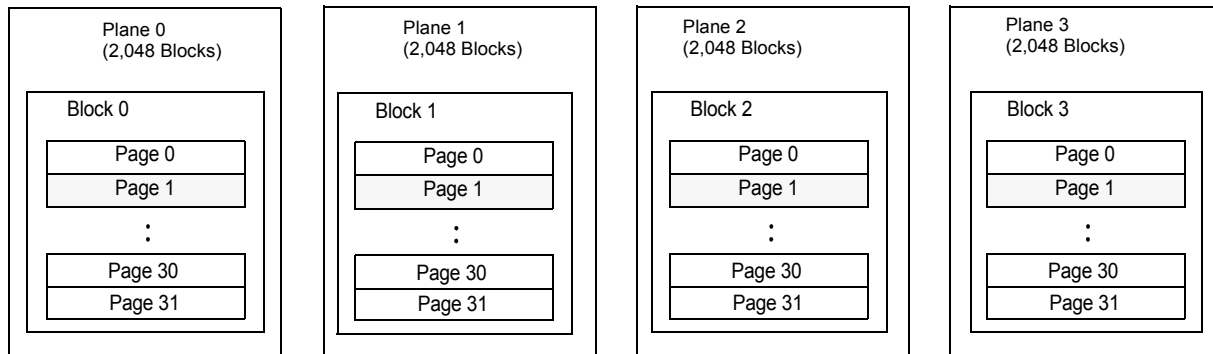 Plane 0
(2,048 Blocks)
Block 0
Page 0
Page 1
:
Page 30
Page 31
Plane 1
(2,048 Blocks)
Block 1
Page 0
Page 1
:
Page 30
Page 31
Plane 2
(2,048 Blocks)
Block 2
Page 0
Page 1
:
Page 30
Page 31
Plane 3
(2,048 Blocks)
Block 3
Page 0
Page 1
:
Page 30
Page 31